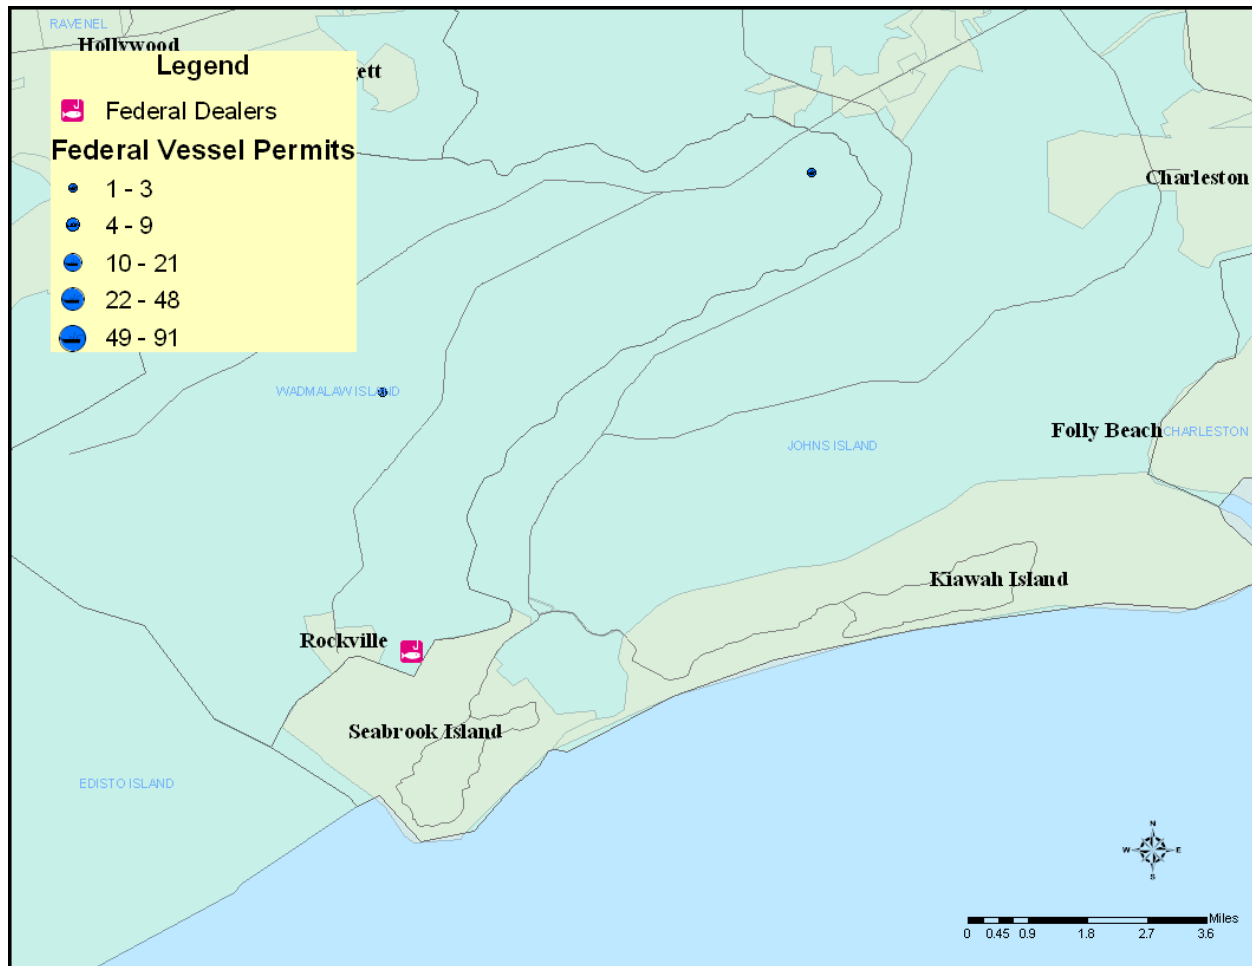 RAVENEL
Hollywood
gett
Legend
Federal Dealers
Federal Vessel Permits
1 - 3
4 - 9
10 - 21
22 - 48
49 - 91
Charleston
WADMALAW ISLAND
Folly Beach
CHARLESTON
JOHNS ISLAND
Kiawah Island
Rockville
Seabrook Island
EDISTO ISLAND
N
W E
S
Miles
0 0.45 0.9 1.8 2.7 3.6